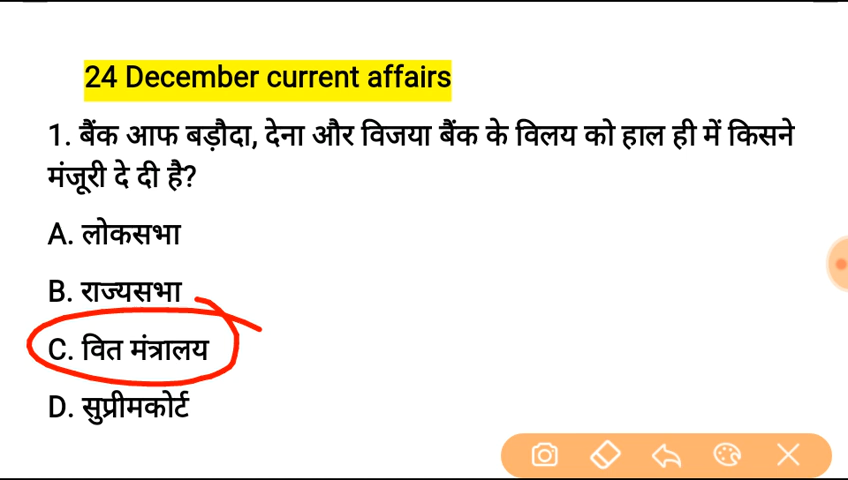 24 December current affairs
1. बैंक आफ बड़ौदा, देना और विजया बैंक के विलय को हाल ही में किसने
मंजूरी दे दी है?
A. लोकसभा
B. राज्यसभा
C. वित मंत्रालय
D. सुप्रीमकोर्ट